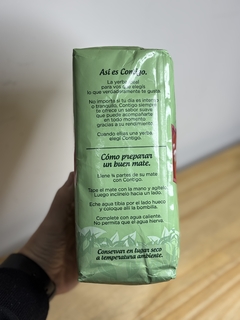 Así es Contigo.
La yerba ideal
para vos que elegís
lo que verdaderamente te gusta.
No importa si tu día es intenso
o tranquilo, Contigo siempre
te ofrece un sabor suave
que puede acompañarte
en todo momento
gracias a su rendimiento.
Cuando elijas una yerba,
elegí Contigo.
Cómo preparar
un buen mate.
Llene ¾ partes de su mate
con Contigo.
Tape el mate con la mano y agítelo.
Luego inclínelo hacia un lado.
Eche agua tibia por el lado hueco
y coloque allí la bombilla.
Complete con agua caliente.
No permita que el agua hierva.
Conservar en lugar seco
a temperatura ambiente.